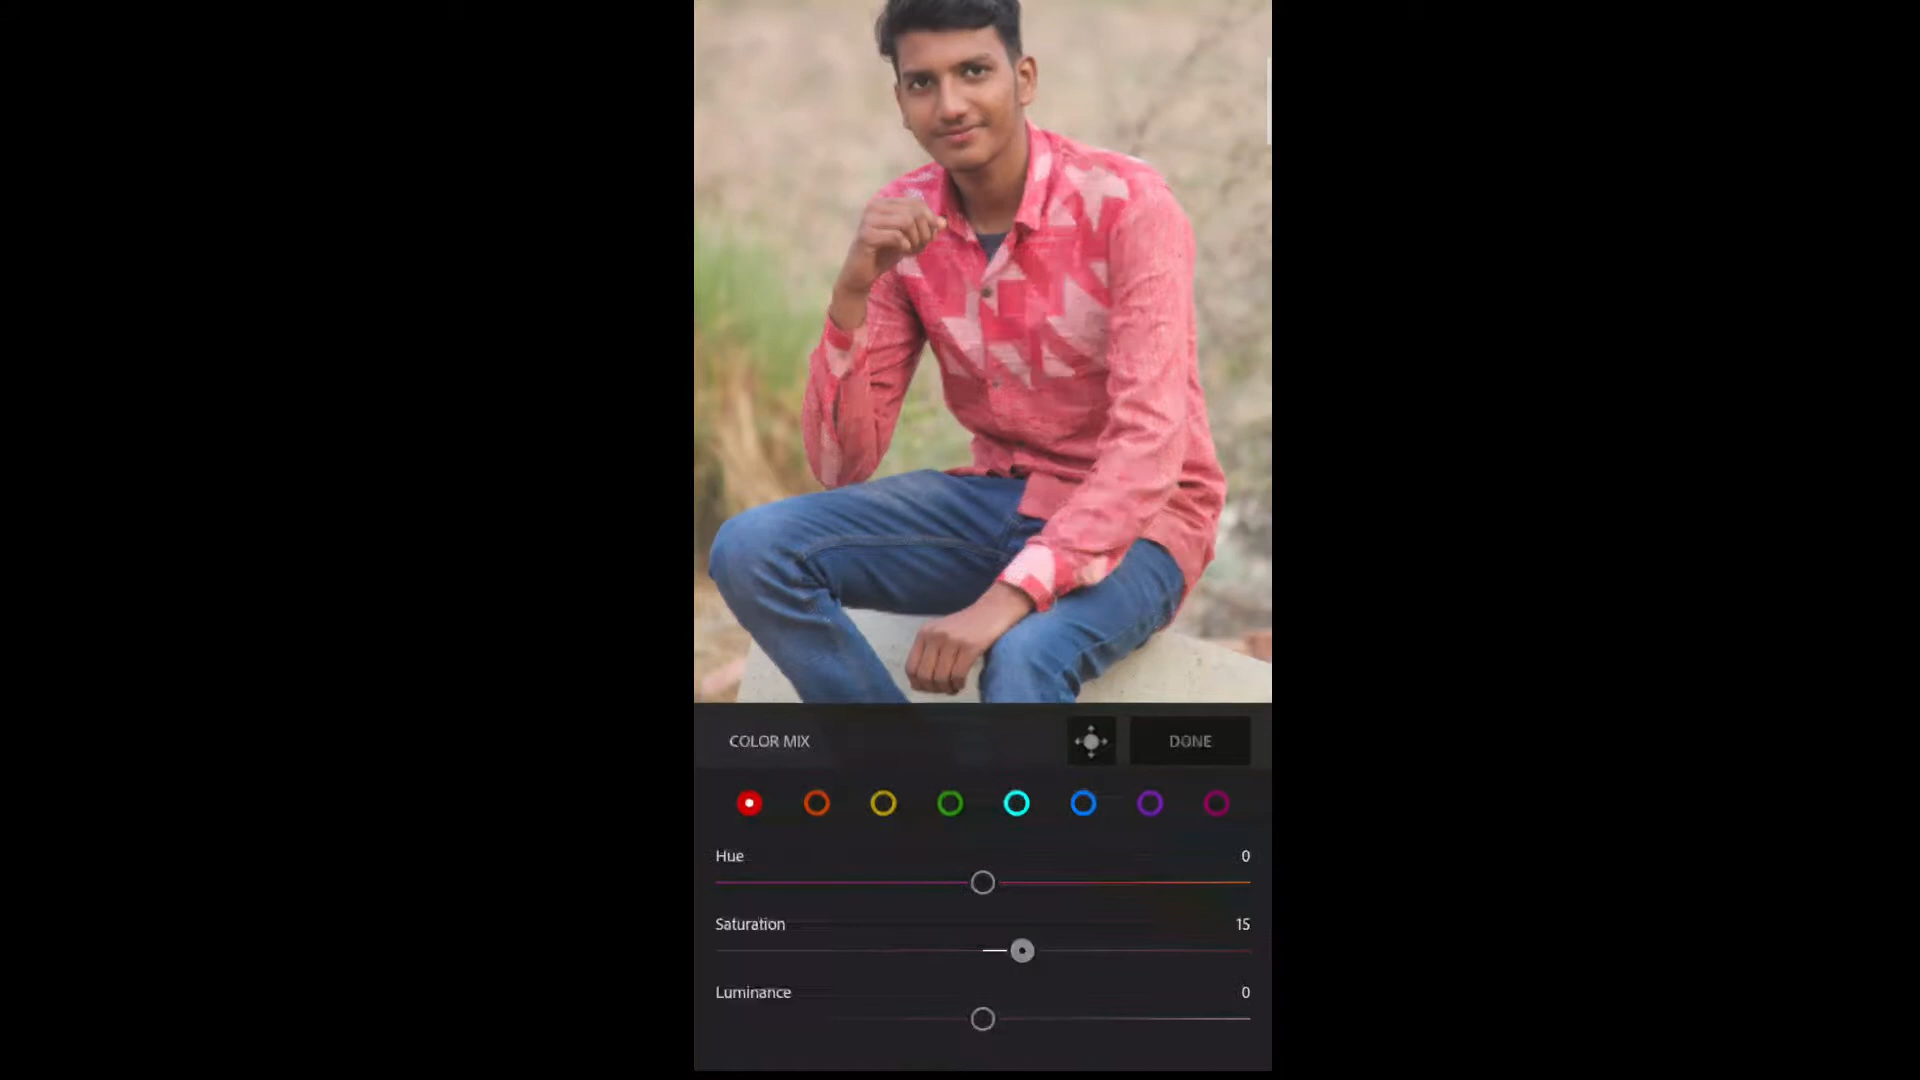 COLOR MIX
DONE
Hue 0
Saturation 15
Luminance 0